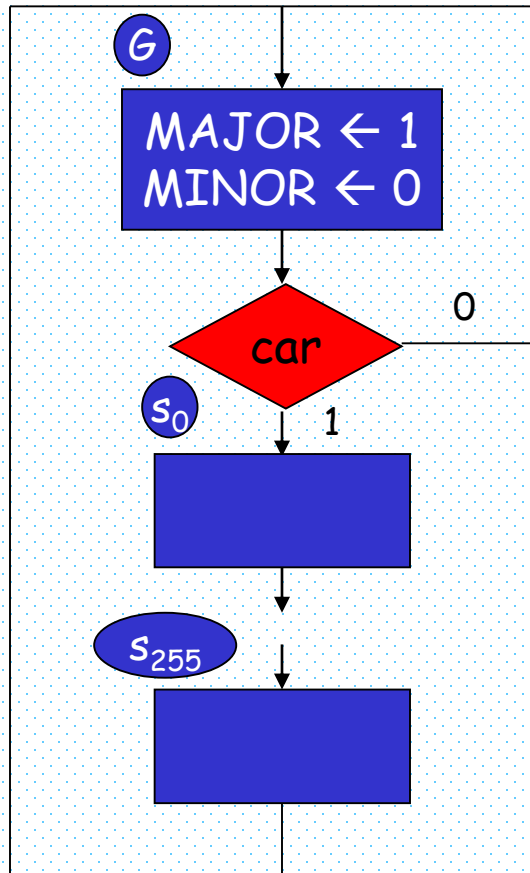 G
MAJOR ← 1
MINOR ← 0
0
car
s₀
1
s₂₅₅